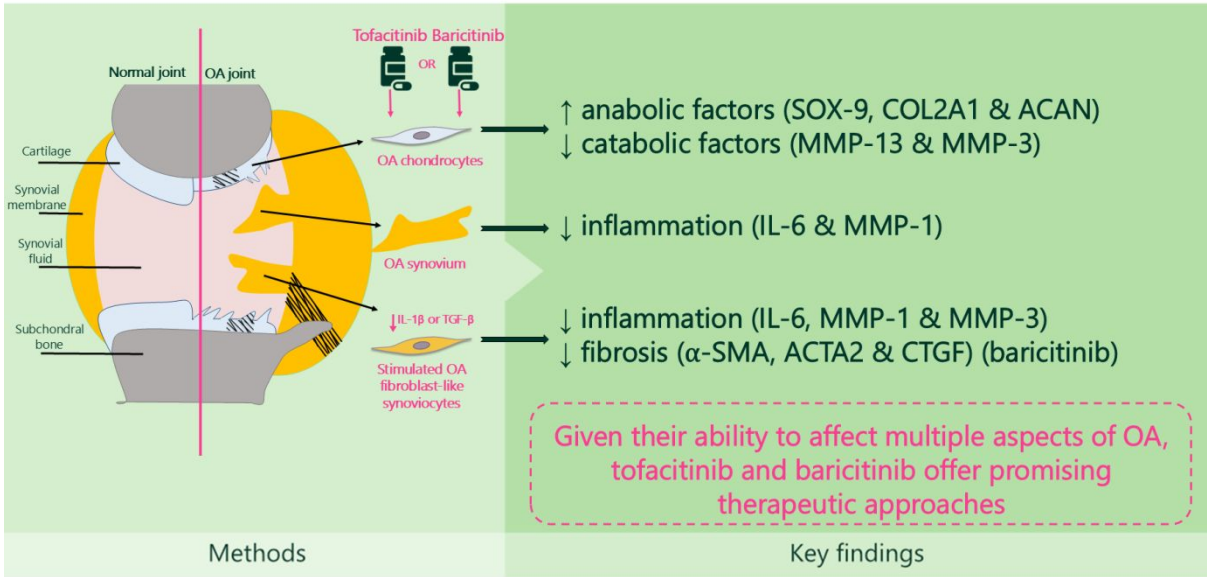 Tofacitinib Baricitinib
OR
Normal joint
OA joint
Cartilage
Synovial
membrane
Synovial
fluid
Subchondral
bone
OA chondrocytes
OA synovium
IL-1β or TGF-β
Stimulated OA
fibroblast-like
synoviocytes
↑ anabolic factors (SOX-9, COL2A1 & ACAN)
↓ catabolic factors (MMP-13 & MMP-3)
↓ inflammation (IL-6 & MMP-1)
↓ inflammation (IL-6, MMP-1 & MMP-3)
↓ fibrosis (α-SMA, ACTA2 & CTGF) (baricitinib)
Given their ability to affect multiple aspects of OA,
tofacitinib and baricitinib offer promising
therapeutic approaches
Methods
Key findings